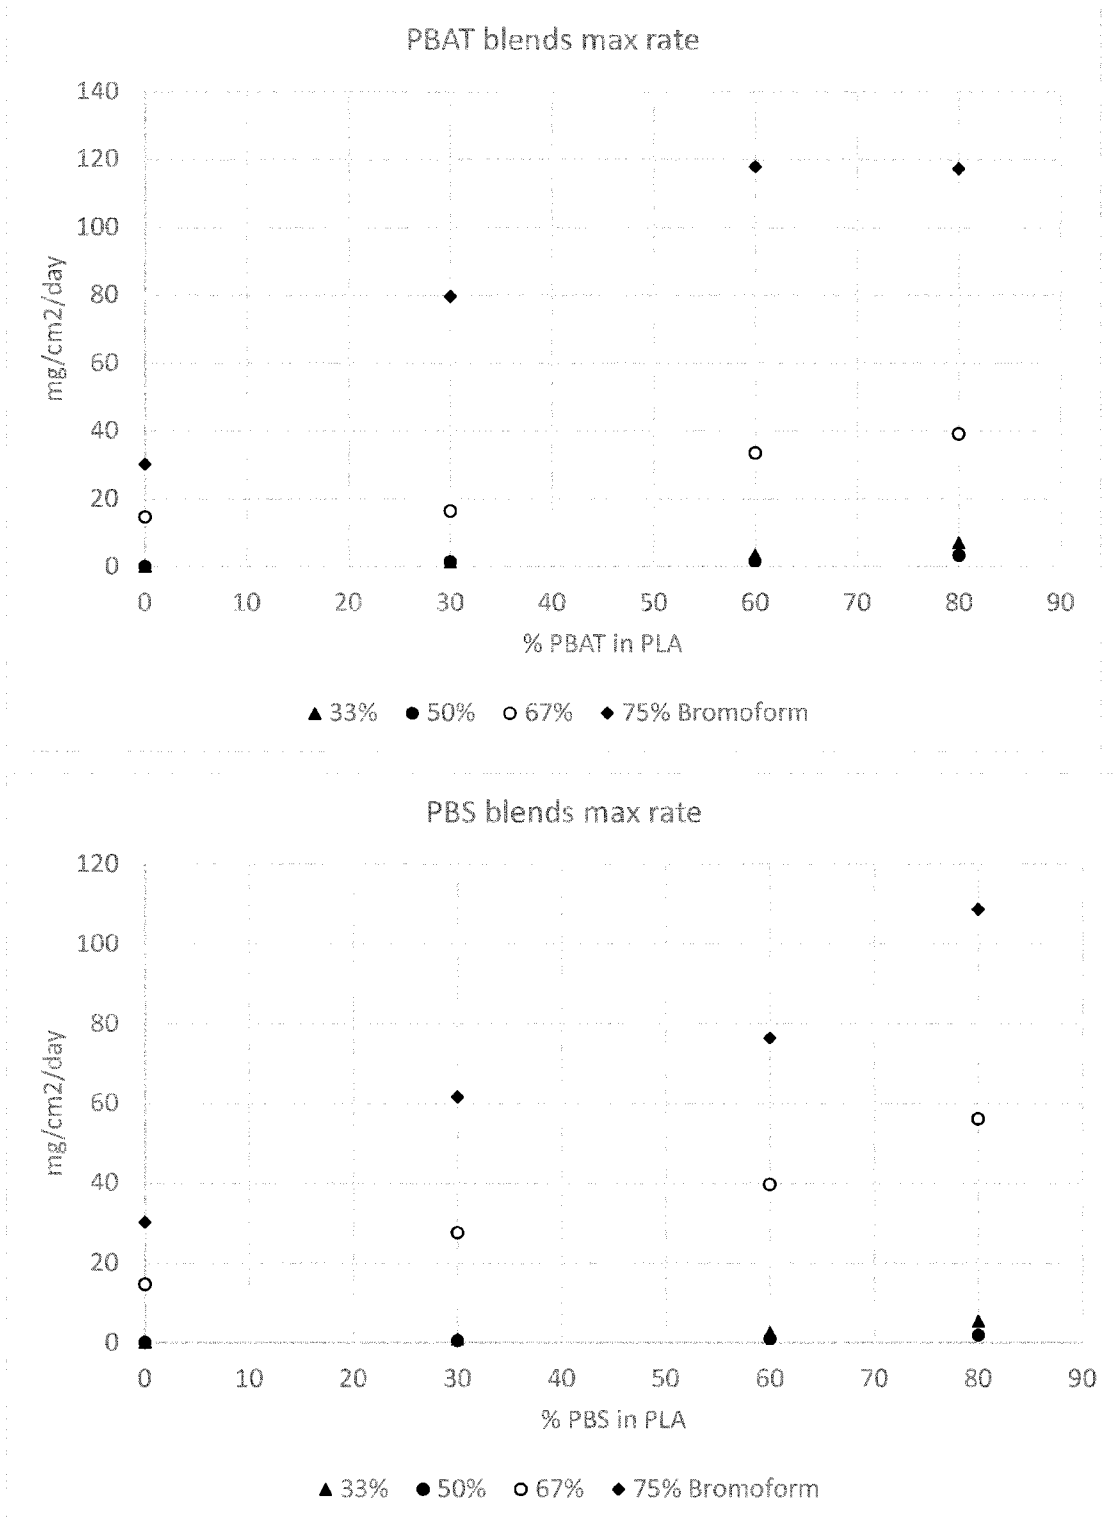 PBAT blends max rate
140
120
100
80
60
40
20
0
mg/cm2/day
0 10 20 30 40 50 60 70 80 90
% PBAT in PLA
33% 50% 67% 75% Bromoform
PBS blends max rate
120
100
80
60
40
20
0
mg/cm2/day
0 10 20 30 40 50 60 70 80 90
% PBS in PLA
33% 50% 67% 75% Bromoform